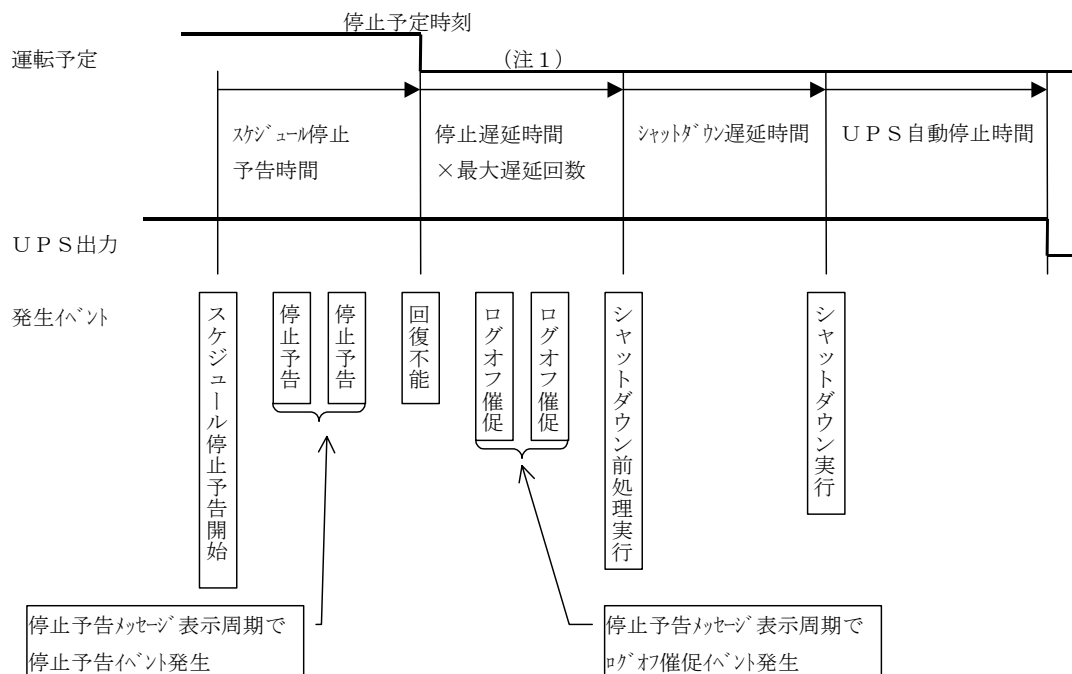 停止予定時刻
運転予定
(注１)
ｽｹｼﾞｭｰﾙ停止
予告時間
停止遅延時間
×最大遅延回数
ｼｬｯﾄﾀﾞｳﾝ遅延時間
ＵＰＳ自動停止時間
ＵＰＳ出力
発生ｲﾍﾞﾝﾄ
スケジュール停止予告開始
停止予告
停止予告
回復不能
ログオフ催促
ログオフ催促
シャットダウン前処理実行
シャットダウン実行
停止予告ﾒｯｾｰｼﾞ表示周期で
停止予告ｲﾍﾞﾝﾄ発生
停止予告ﾒｯｾｰｼﾞ表示周期で
ﾛｸﾞｵﾌ催促ｲﾍﾞﾝﾄ発生